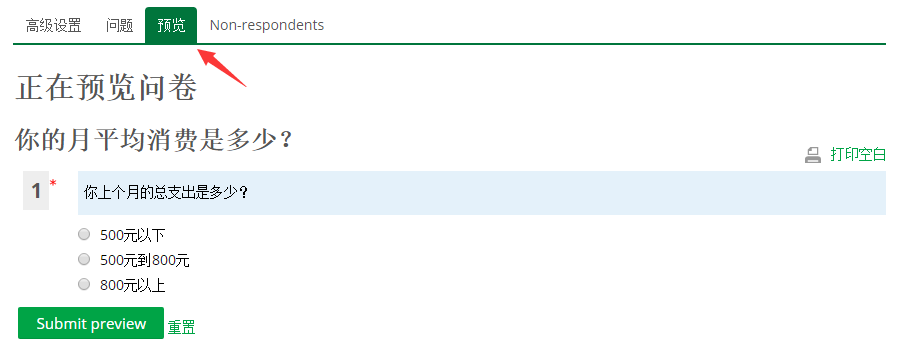 高级设置 问题 预览 Non-respondents
正在预览问卷
你的月平均消费是多少？
打印空白
1* 你上个月的总支出是多少？
500元以下
500元到800元
800元以上
Submit preview 重置